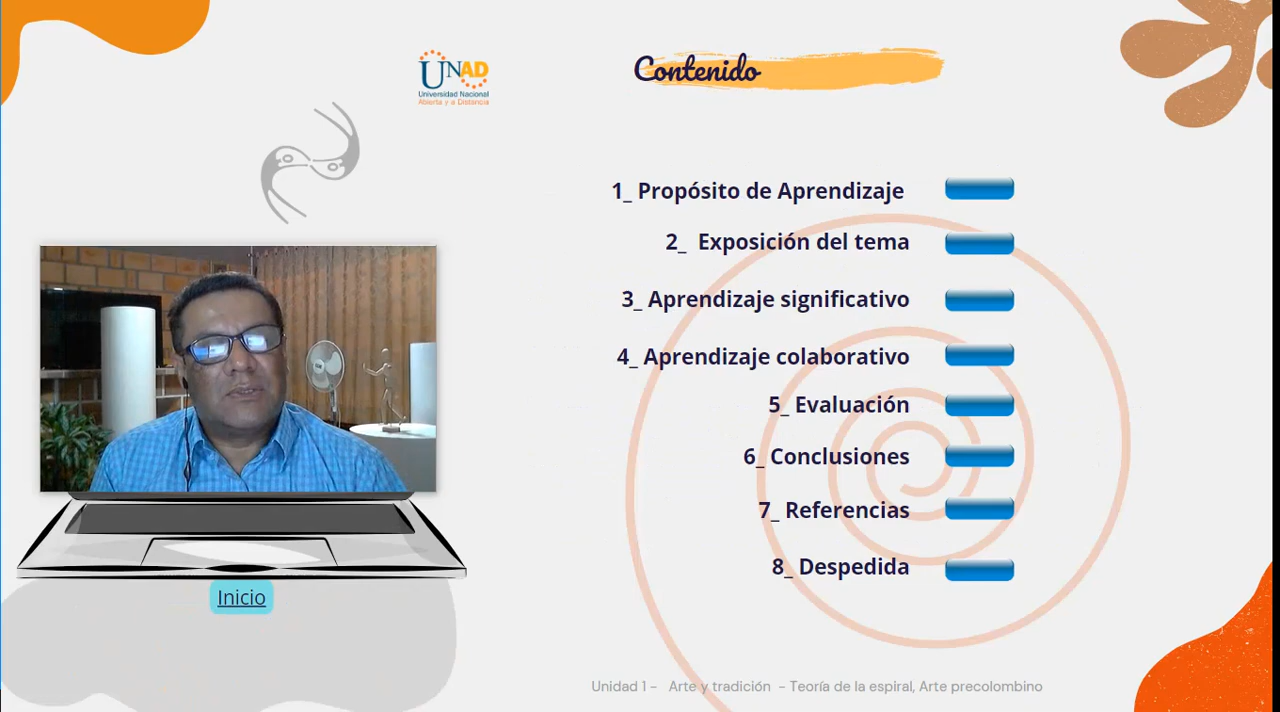 UNAD
Universidad Nacional
Abierta y a Distancia
Contenido
1_ Propósito de Aprendizaje
2_ Exposición del tema
3_ Aprendizaje significativo
4_ Aprendizaje colaborativo
5_ Evaluación
6_ Conclusiones
7_ Referencias
8_ Despedida
Inicio
Unidad 1 - Arte y tradición - Teoría de la espiral, Arte precolombino